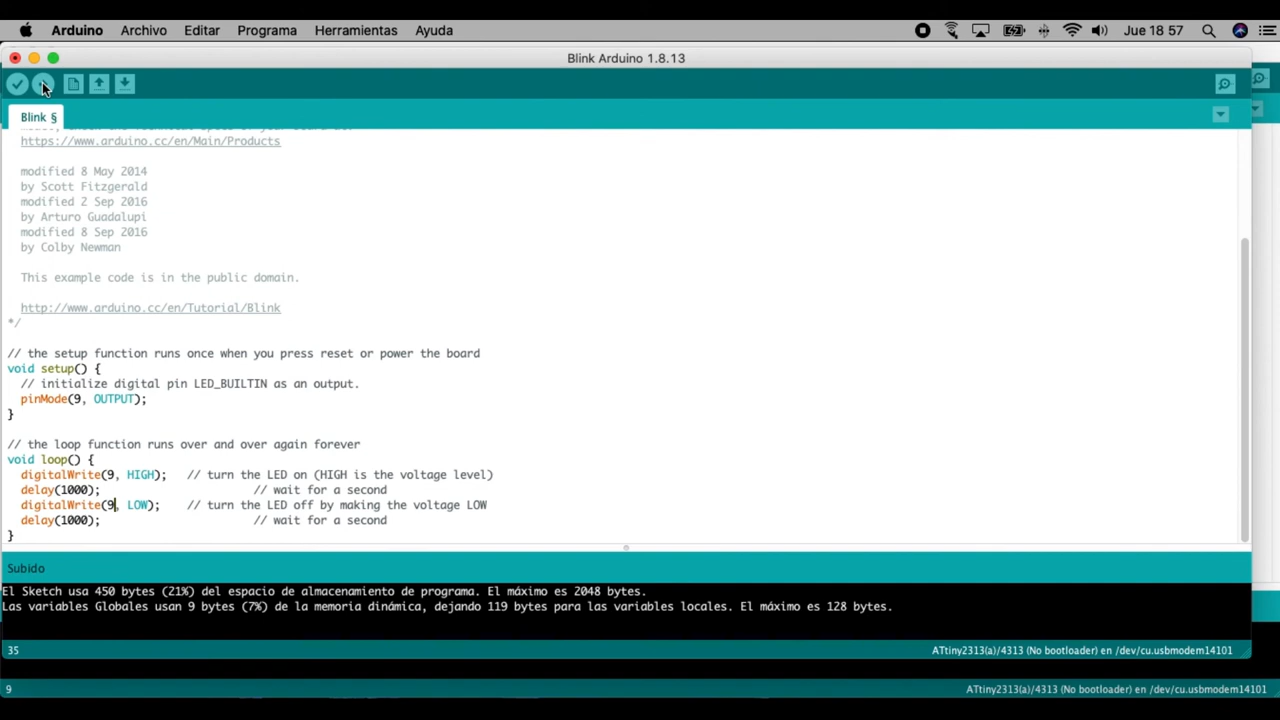 Arduino Archivo Editar Programa Herramientas Ayuda Jue 18 57
Blink Arduino 1.8.13
Blink §
https://www.arduino.cc/en/Main/Products
modified 8 May 2014
by Scott Fitzgerald
modified 2 Sep 2016
by Arturo Guadalupi
modified 8 Sep 2016
by Colby Newman
This example code is in the public domain.
http://www.arduino.cc/en/Tutorial/Blink
*/
// the setup function runs once when you press reset or power the board
void setup() {
// initialize digital pin LED_BUILTIN as an output.
pinMode(9, OUTPUT);
}
// the loop function runs over and over again forever
void loop() {
digitalWrite(9, HIGH);   // turn the LED on (HIGH is the voltage level)
delay(1000);                       // wait for a second
digitalWrite(9, LOW);    // turn the LED off by making the voltage LOW
delay(1000);                       // wait for a second
}
Subido
El Sketch usa 450 bytes (21%) del espacio de almacenamiento de programa. El máximo es 2048 bytes.
Las variables Globales usan 9 bytes (7%) de la memoria dinámica, dejando 119 bytes para las variables locales. El máximo es 128 bytes.
35 ATtiny2313(a)/4313 (No bootloader) en /dev/cu.usbmodem14101
9 ATtiny2313(a)/4313 (No bootloader) en /dev/cu.usbmodem14101